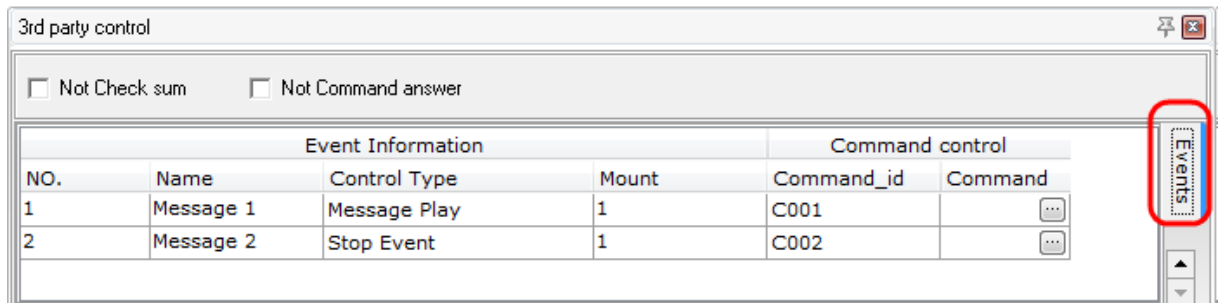 3rd party control
Not Check sum Not Command answer
Event Information Command control
NO. Name Control Type Mount Command_id Command
1 Message 1 Message Play 1 C001 ...
2 Message 2 Stop Event 1 C002 ...
Events